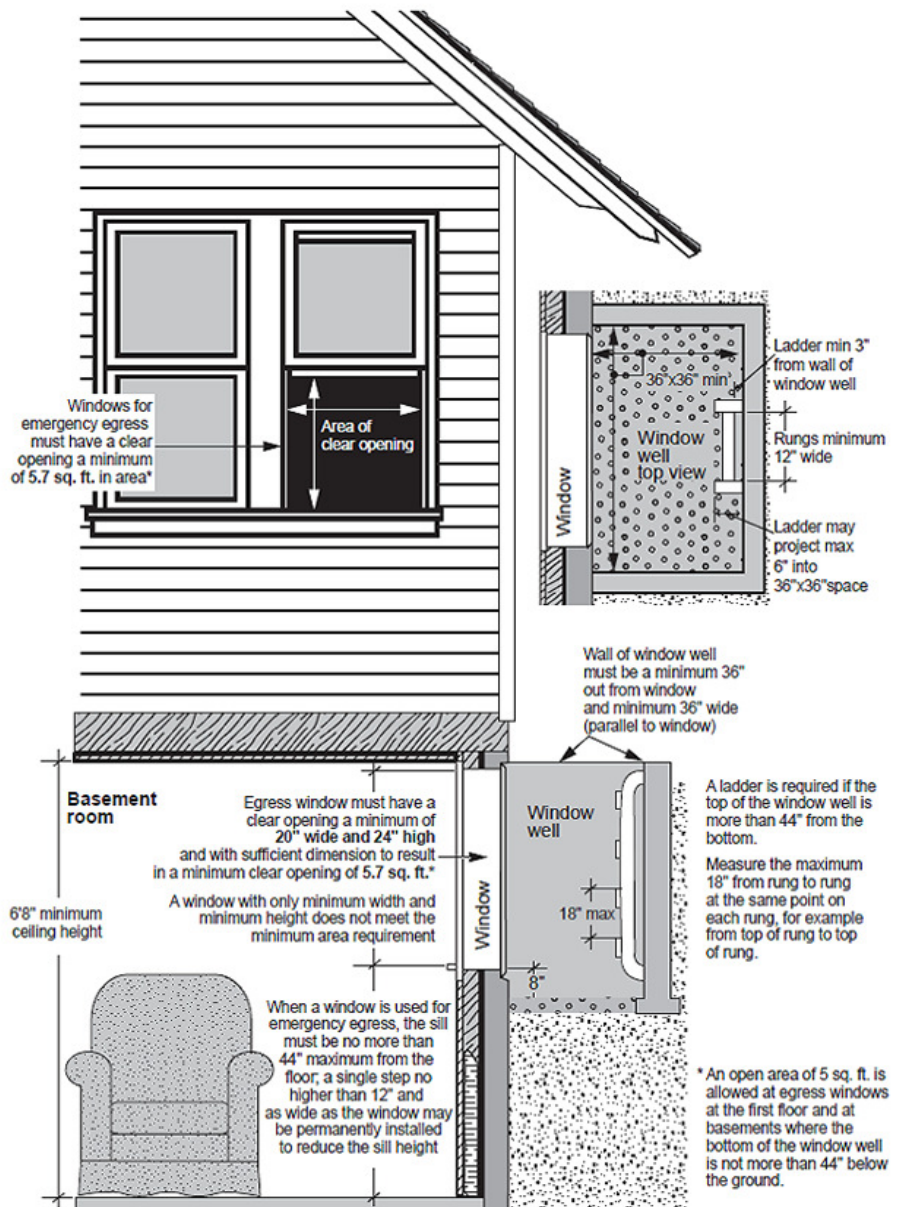 Windows for
emergency egress
must have a clear
opening a minimum
of 5.7 sq. ft. in area*
Area of
clear opening
36"x36" min
Window
well
top view
Window
Ladder min 3"
from wall of
window well
Rungs minimum
12" wide
Ladder may
project max
6" into
36"x36"space
Wall of window well
must be a minimum 36"
out from window
and minimum 36" wide
(parallel to window)
Basement
room
6'8" minimum
ceiling height
Egress window must have a
clear opening a minimum of
20" wide and 24" high
and with sufficient dimension to result
in a minimum clear opening of 5.7 sq. ft.*
A window with only minimum width and
minimum height does not meet the
minimum area requirement
Window
Window
well
18" max
8"
A ladder is required if the
top of the window well is
more than 44" from the
bottom.
Measure the maximum
18" from rung to rung
at the same point on
each rung, for example
from top of rung to top
of rung.
When a window is used for
emergency egress, the sill
must be no more than
44" maximum from the
floor; a single step no
higher than 12" and
as wide as the window may
be permanently installed
to reduce the sill height
* An open area of 5 sq. ft. is
allowed at egress windows
at the first floor and at
basements where the
bottom of the window well
is not more than 44" below
the ground.